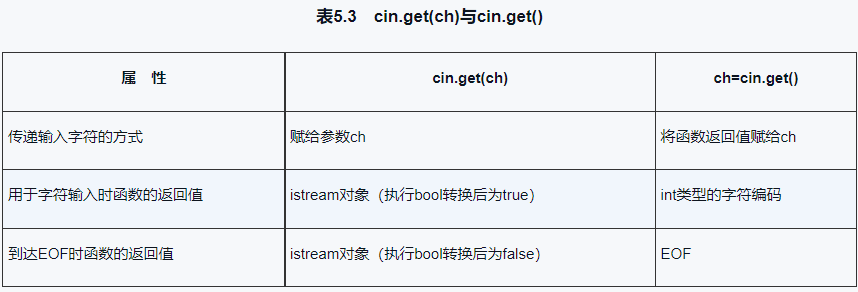 表5.3 cin.get(ch)与cin.get()
属 性 cin.get(ch) ch=cin.get()
传递输入字符的方式 赋给参数ch 将函数返回值赋给ch
用于字符输入时函数的返回值 istream对象（执行bool转换后为true） int类型的字符编码
到达EOF时函数的返回值 istream对象（执行bool转换后为false） EOF